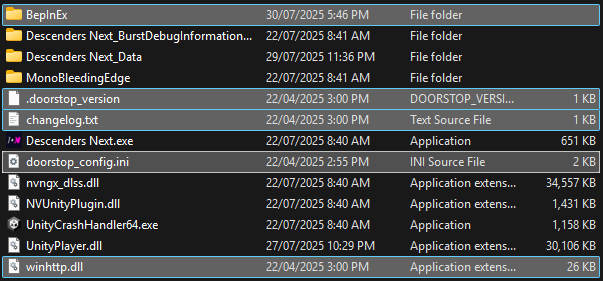 BepInEx 30/07/2025 5:46 PM File folder
Descenders Next_BurstDebugInformation... 22/07/2025 8:41 AM File folder
Descenders Next_Data 29/07/2025 11:36 PM File folder
MonoBleedingEdge 22/07/2025 8:41 AM File folder
.doorstop_version 22/04/2025 3:00 PM DOORSTOP_VERSI... 1 KB
changelog.txt 22/04/2025 3:00 PM Text Source File 1 KB
Descenders Next.exe 22/07/2025 8:40 AM Application 651 KB
doorstop_config.ini 22/04/2025 2:55 PM INI Source File 2 KB
nvngx_dlss.dll 22/07/2025 8:40 AM Application extens... 34,557 KB
NVUnityPlugin.dll 22/07/2025 8:40 AM Application extens... 1,431 KB
UnityCrashHandler64.exe 22/07/2025 8:40 AM Application 1,158 KB
UnityPlayer.dll 27/07/2025 10:29 PM Application extens... 30,106 KB
winhttp.dll 22/04/2025 3:00 PM Application extens... 26 KB